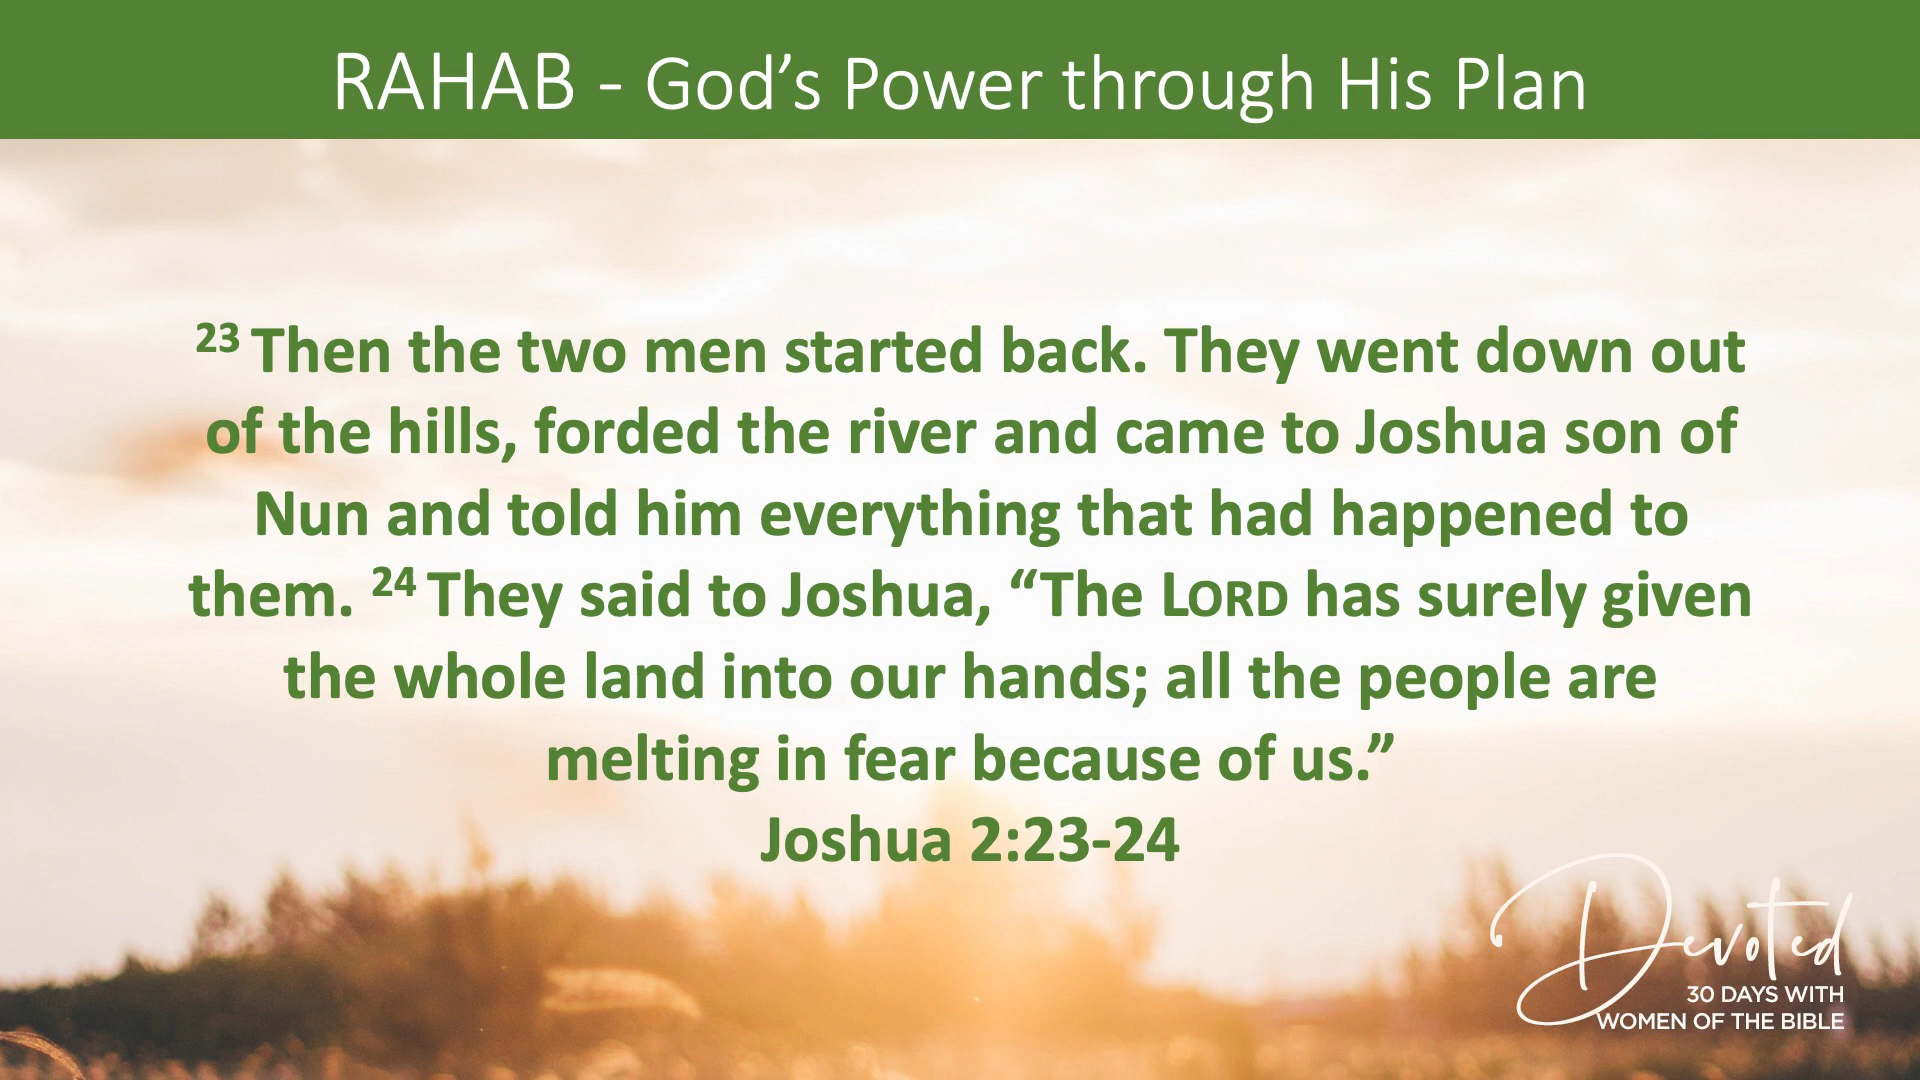 RAHAB - God’s Power through His Plan
23 Then the two men started back. They went down out
of the hills, forded the river and came to Joshua son of
Nun and told him everything that had happened to
them. 24 They said to Joshua, “The LORD has surely given
the whole land into our hands; all the people are
melting in fear because of us.”
Joshua 2:23-24
Devoted
30 DAYS WITH
WOMEN OF THE BIBLE